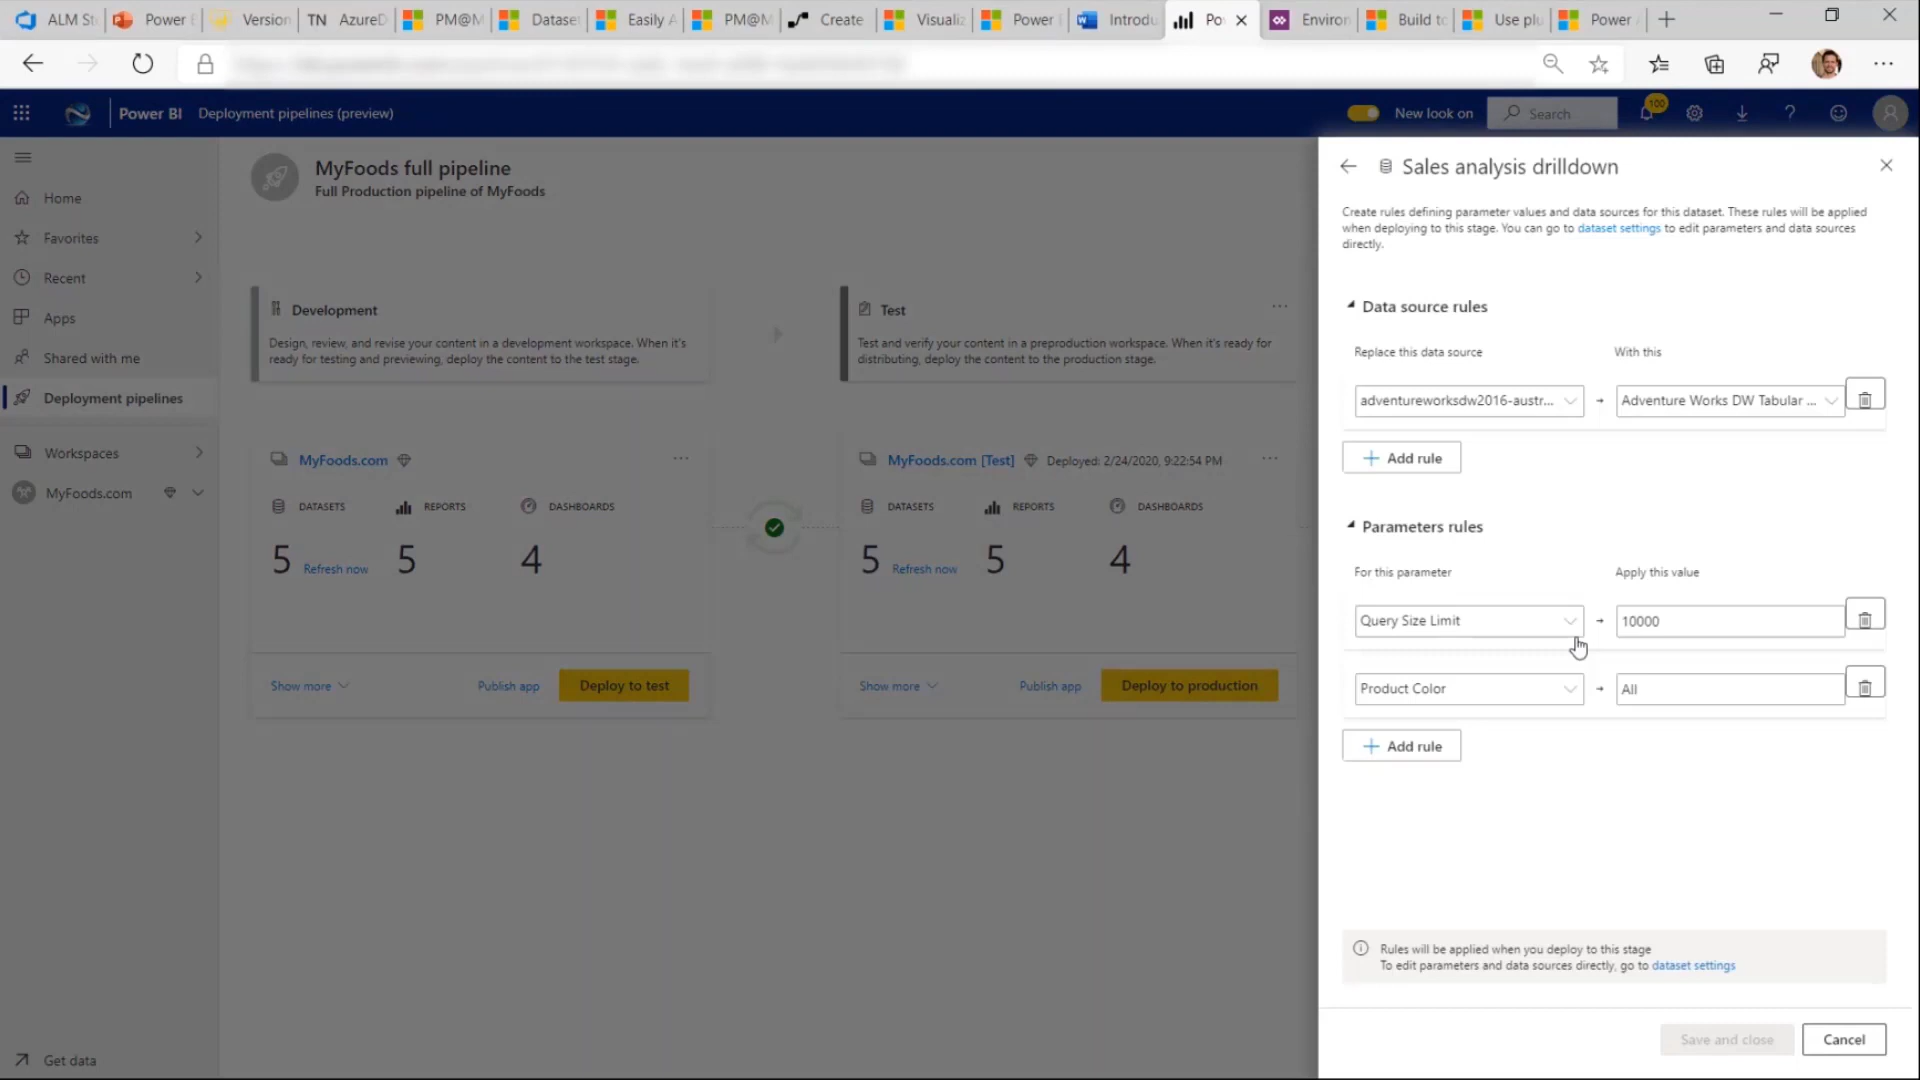 ALM St
Power B
Version
TN AzureD
PM@M
Datase
Easily A
PM@M
Create
Visualiz
Power
Introdu
Po
Environ
Build to
Use plu
Power
Power BI Deployment pipelines (preview)
New look on
Search
100
MyFoods full pipeline
Full Production pipeline of MyFoods
Home
Favorites
Recent
Apps
Shared with me
Deployment pipelines
Workspaces
MyFoods.com
Get data
Development
Design, review, and revise your content in a development workspace. When it's
ready for testing and previewing, deploy the content to the test stage.
Test
Test and verify your content in a preproduction workspace. When it's ready for
distributing, deploy the content to the production stage.
MyFoods.com
DATASETS REPORTS DASHBOARDS
5 Refresh now 5 4
Show more Publish app Deploy to test
MyFoods.com [Test] Deployed: 2/24/2020, 9:22:54 PM
DATASETS REPORTS DASHBOARDS
5 Refresh now 5 4
Show more Publish app Deploy to production
Sales analysis drilldown
Create rules defining parameter values and data sources for this dataset. These rules will be applied
when deploying to this stage. You can go to dataset settings to edit parameters and data sources
directly.
Data source rules
Replace this data source With this
adventureworksdw2016-austr... Adventure Works DW Tabular ...
Add rule
Parameters rules
For this parameter Apply this value
Query Size Limit 10000
Product Color All
Add rule
Rules will be applied when you deploy to this stage
To edit parameters and data sources directly, go to dataset settings
Save and close Cancel